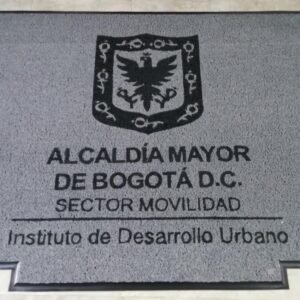 ALCALDÍA MAYOR
DE BOGOTÁ D.C.
SECTOR MOVILIDAD
Instituto de Desarrollo Urbano